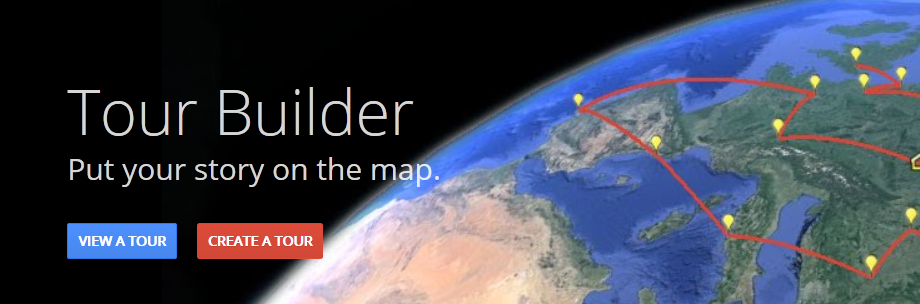 Tour Builder
Put your story on the map.
VIEW A TOUR
CREATE A TOUR